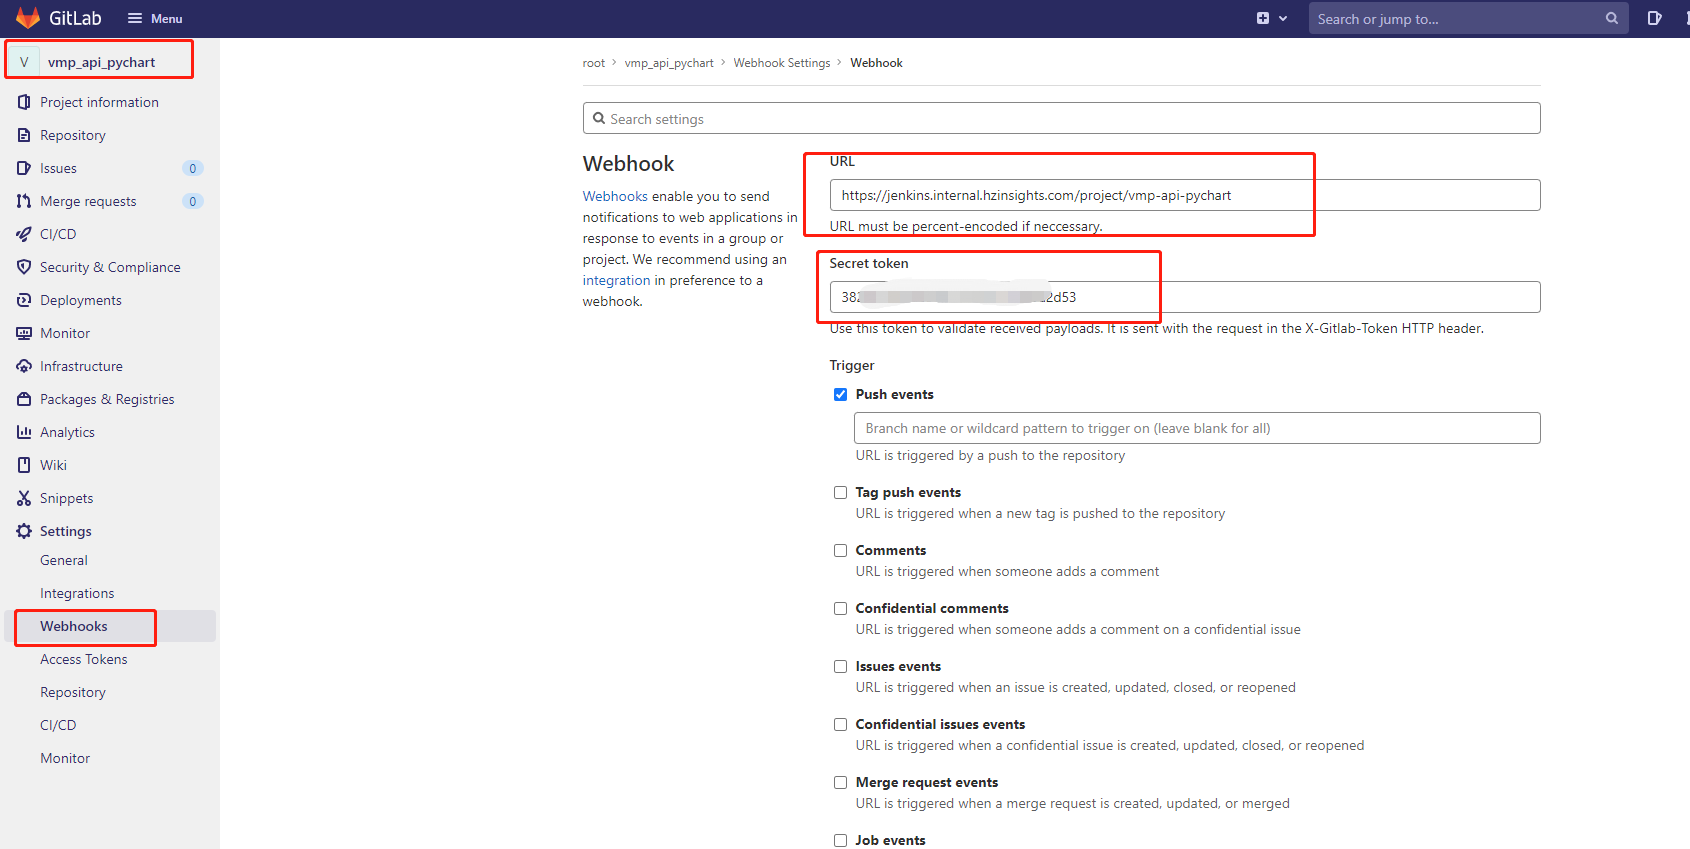 GitLab
Menu
Search or jump to...
V vmp_api_pychart
Project information
Repository
Issues 0
Merge requests 0
CI/CD
Security & Compliance
Deployments
Monitor
Infrastructure
Packages & Registries
Analytics
Wiki
Snippets
Settings
General
Integrations
Webhooks
Access Tokens
Repository
CI/CD
Monitor
root > vmp_api_pychart > Webhook Settings > Webhook
Search settings
Webhook
Webhooks enable you to send
notifications to web applications in
response to events in a group or
project. We recommend using an
integration in preference to a
webhook.
URL
https://jenkins.internal.hzinsights.com/project/vmp-api-pychart
URL must be percent-encoded if neccessary.
Secret token
Use this token to validate received payloads. It is sent with the request in the X-Gitlab-Token HTTP header.
Trigger
Push events
Branch name or wildcard pattern to trigger on (leave blank for all)
URL is triggered by a push to the repository
Tag push events
URL is triggered when a new tag is pushed to the repository
Comments
URL is triggered when someone adds a comment
Confidential comments
URL is triggered when someone adds a comment on a confidential issue
Issues events
URL is triggered when an issue is created, updated, closed, or reopened
Confidential issues events
URL is triggered when a confidential issue is created, updated, closed, or reopened
Merge request events
URL is triggered when a merge request is created, updated, or merged
Job events